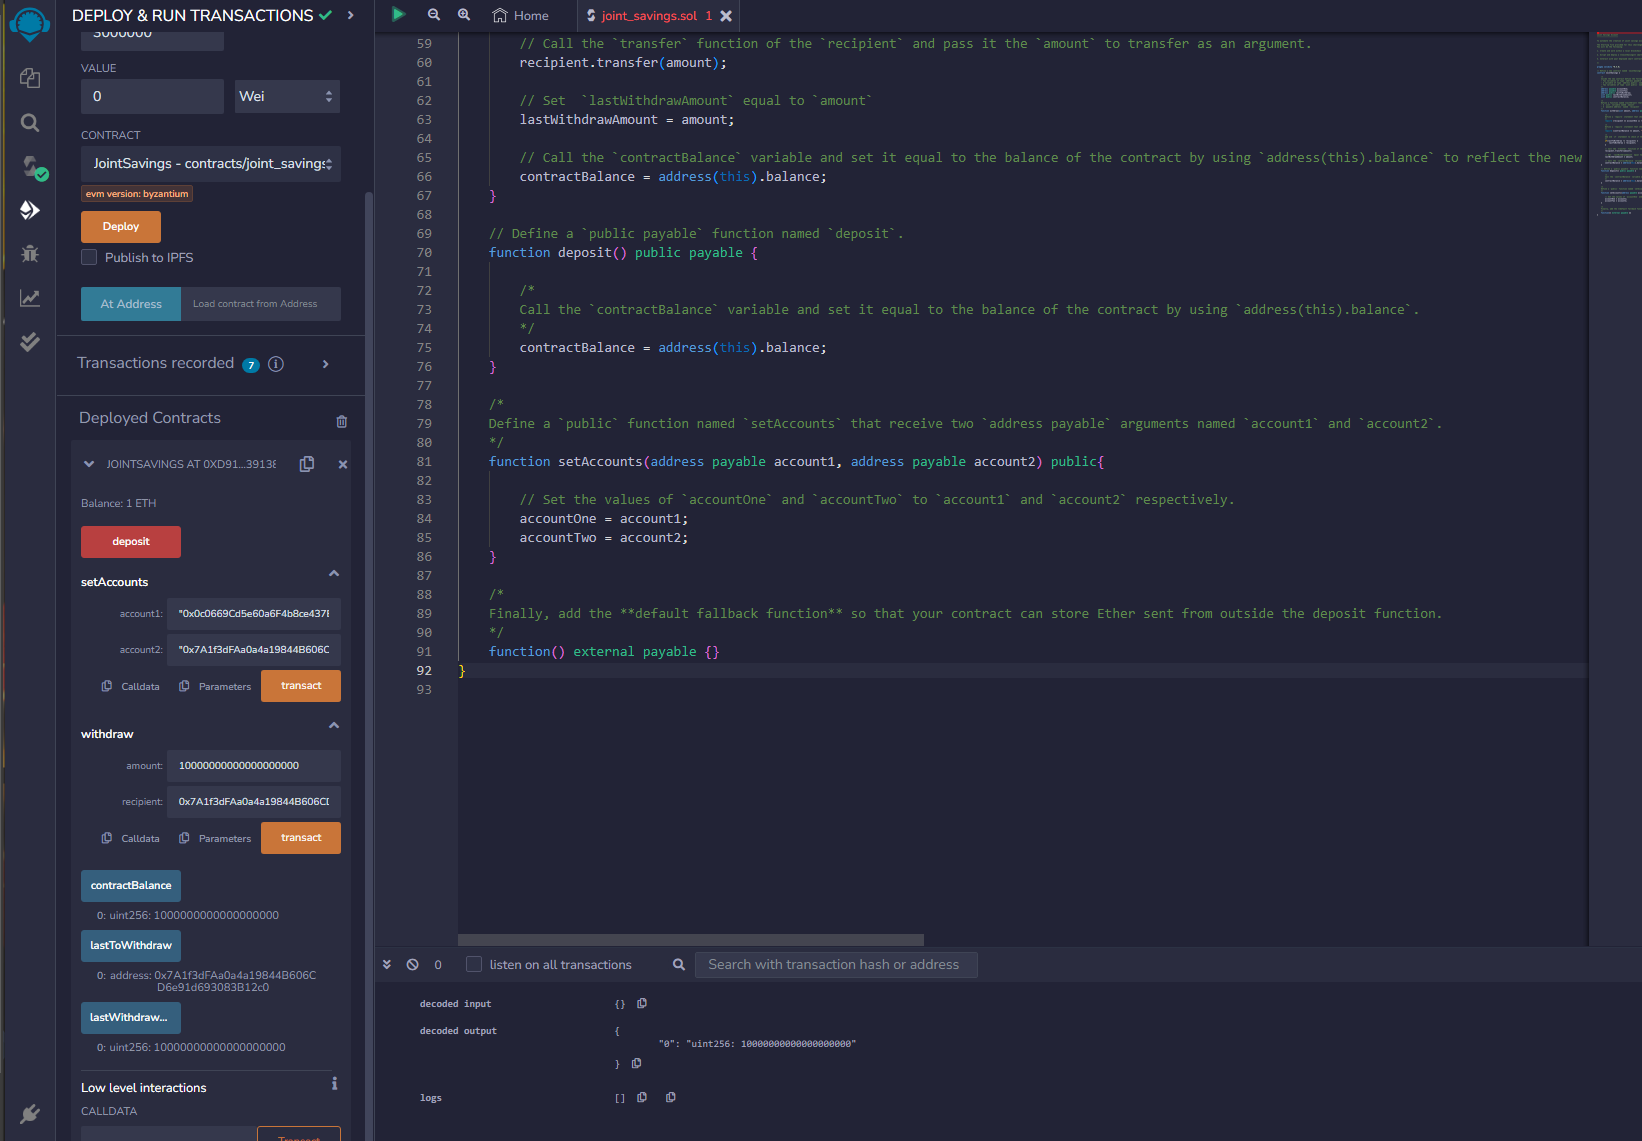 DEPLOY & RUN TRANSACTIONS
3000000
VALUE
0
Wei
CONTRACT
JointSavings - contracts/joint_savings
evm version: byzantium
Deploy
Publish to IPFS
At Address
Load contract from Address
Transactions recorded 7
Deployed Contracts
JOINTSAVINGS AT 0XD91...39138
Balance: 1 ETH
deposit
setAccounts
account1: "0x0c0669Cd5e60a6F4b8ce437E
account2: "0x7A1f3dFAa0a4a19844B606C
Calldata Parameters transact
withdraw
amount: 10000000000000000000
recipient: 0x7A1f3dFAa0a4a19844B606CD
Calldata Parameters transact
contractBalance
0: uint256: 1000000000000000000
lastToWithdraw
0: address: 0x7A1f3dFAa0a4a19844B606C
D6e91d693083B12c0
lastWithdraw...
0: uint256: 10000000000000000000
Low level interactions
CALLDATA
Transact
Home
joint_savings.sol 1
59 // Call the `transfer` function of the `recipient` and pass it the `amount` to transfer as an argument.
60 recipient.transfer(amount);
61
62 // Set  `lastWithdrawAmount` equal to `amount`
63 lastWithdrawAmount = amount;
64
65 // Call the `contractBalance` variable and set it equal to the balance of the contract by using `address(this).balance` to reflect the new
66 contractBalance = address(this).balance;
67 }
68
69 // Define a `public payable` function named `deposit`.
70 function deposit() public payable {
71
72 /*
73 Call the `contractBalance` variable and set it equal to the balance of the contract by using `address(this).balance`.
74 */
75 contractBalance = address(this).balance;
76 }
77
78 /*
79 Define a `public` function named `setAccounts` that receive two `address payable` arguments named `account1` and `account2`.
80 */
81 function setAccounts(address payable account1, address payable account2) public{
82
83 // Set the values of `accountOne` and `accountTwo` to `account1` and `account2` respectively.
84 accountOne = account1;
85 accountTwo = account2;
86 }
87
88 /*
89 Finally, add the **default fallback function** so that your contract can store Ether sent from outside the deposit function.
90 */
91 function() external payable {}
92 }
93
0
listen on all transactions
Search with transaction hash or address
decoded input {}
decoded output {
"0": "uint256: 10000000000000000000"
}
logs []